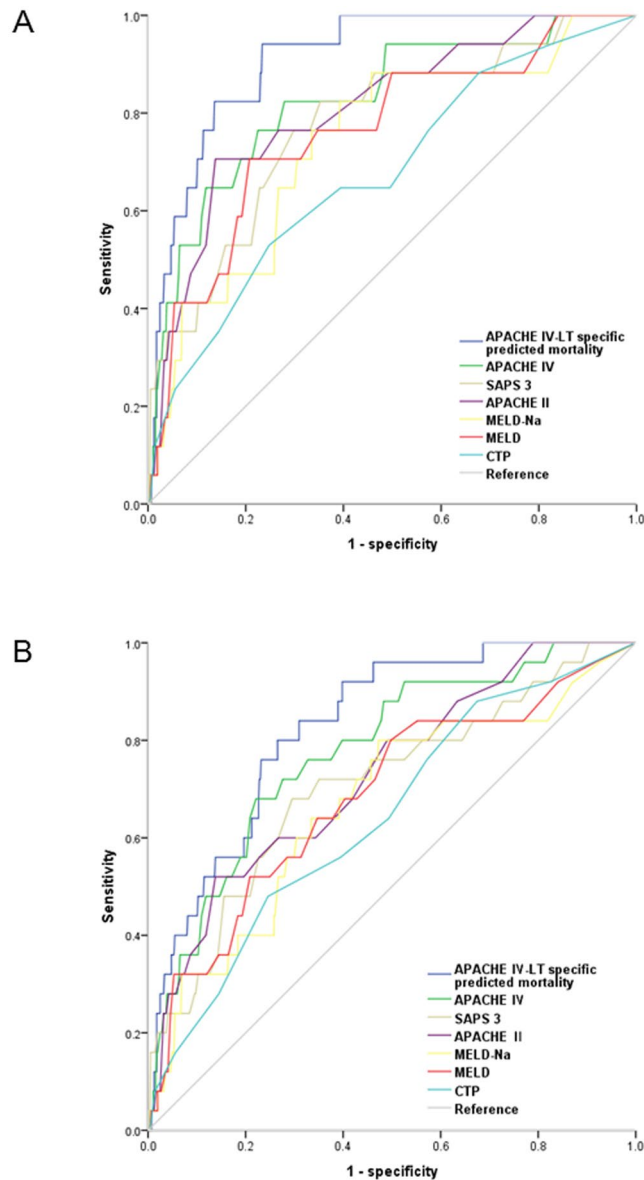 A
1.0
0.8
0.6
0.4
0.2
0.0
Sensitivity
APACHE IV-LT specific
predicted mortality
APACHE IV
SAPS 3
APACHE II
MELD-Na
MELD
CTP
Reference
0.0 0.2 0.4 0.6 0.8 1.0
1 - specificity
B
1.0
0.8
0.6
0.4
0.2
0.0
Sensitivity
APACHE IV-LT specific
predicted mortality
APACHE IV
SAPS 3
APACHE II
MELD-Na
MELD
CTP
Reference
0.0 0.2 0.4 0.6 0.8 1.0
1 - specificity